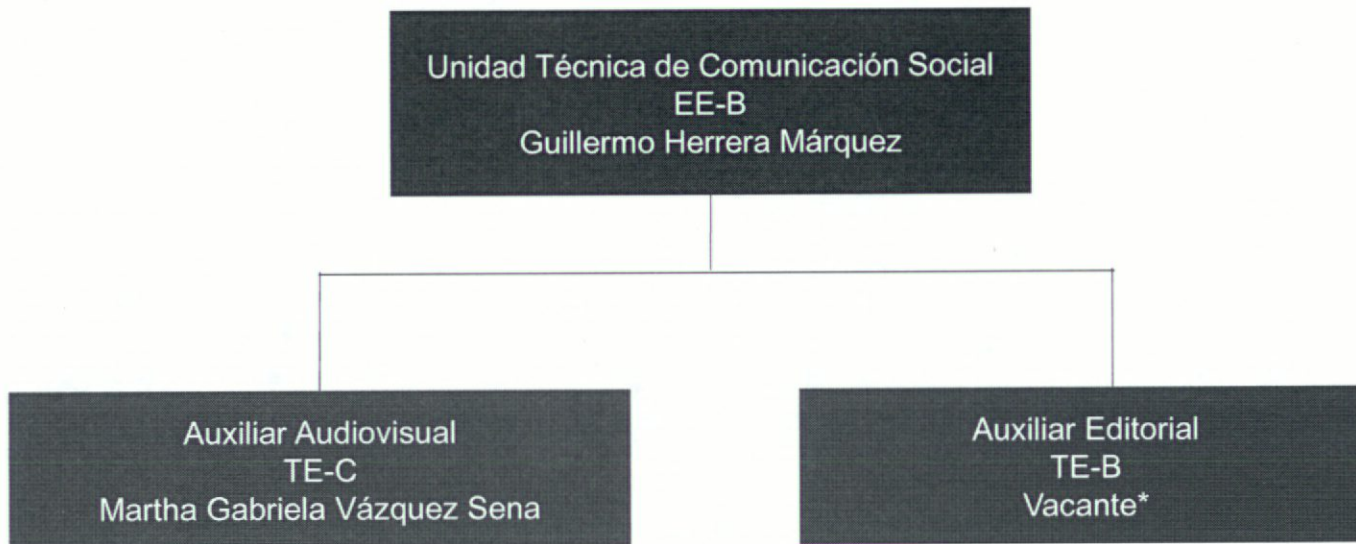 Unidad Técnica de Comunicación Social
EE-B
Guillermo Herrera Márquez
Auxiliar Audiovisual
TE-C
Martha Gabriela Vázquez Sena
Auxiliar Editorial
TE-B
Vacante*